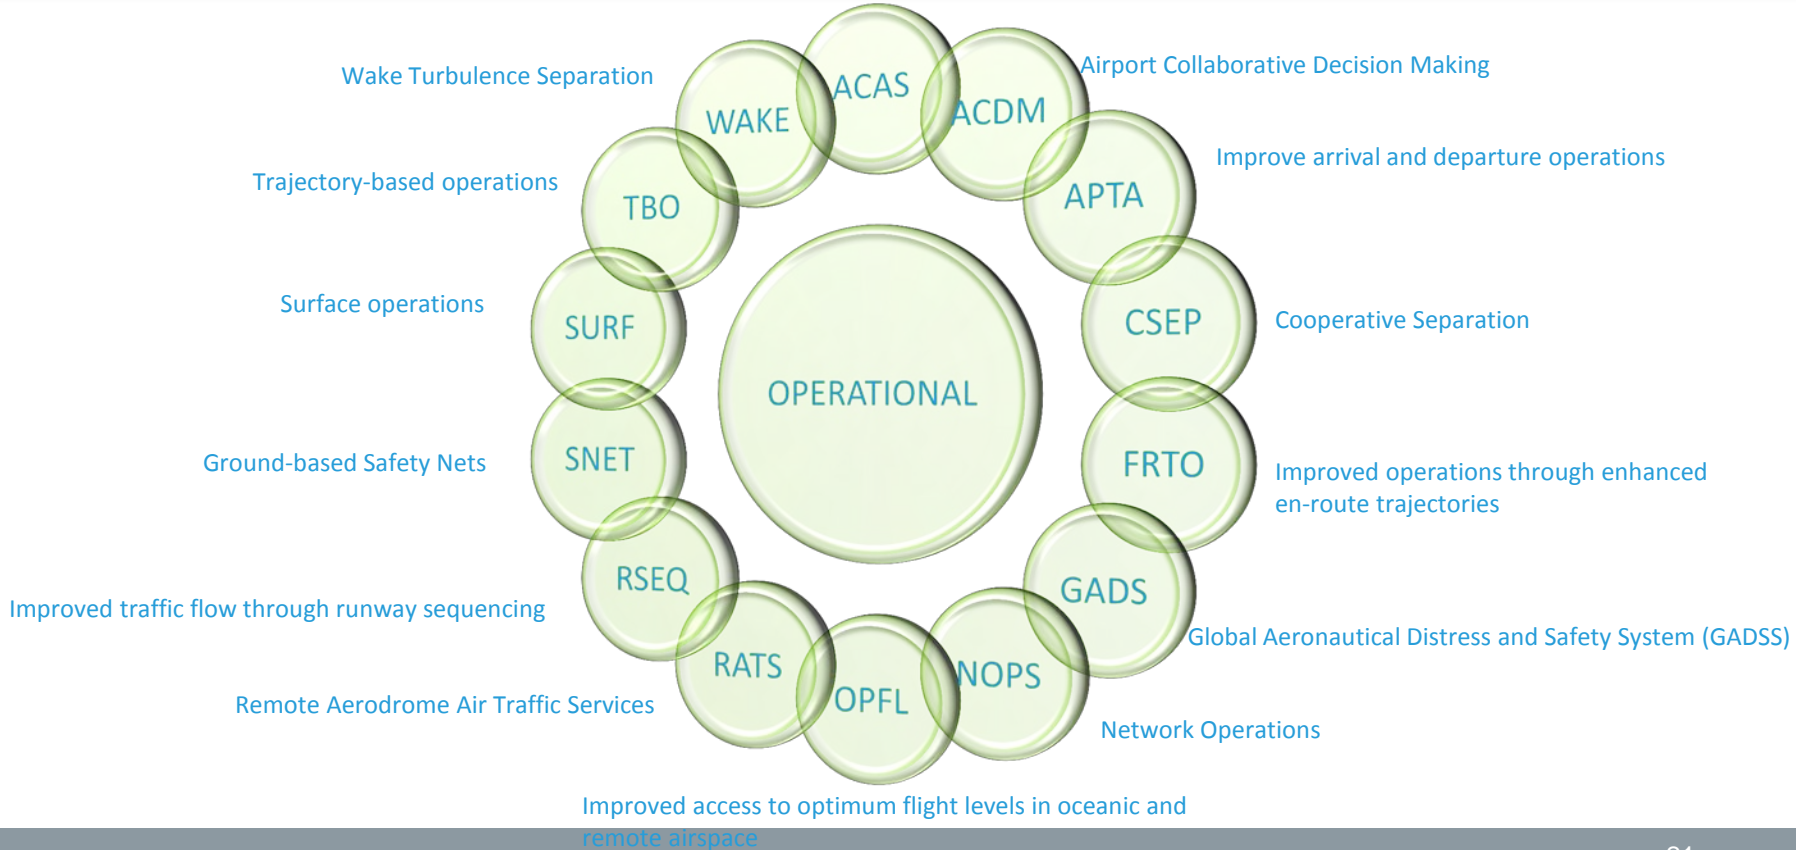 ACAS
Wake Turbulence Separation
Airport Collaborative Decision Making
WAKE
ACDM
Improve arrival and departure operations
Trajectory-based operations
TBO
APTA
Surface operations
SURF
CSEP
Cooperative Separation
OPERATIONAL
Ground-based Safety Nets
SNET
FRTO
Improved operations through enhanced
en-route trajectories
RSEQ
GADS
Improved traffic flow through runway sequencing
Global Aeronautical Distress and Safety System (GADSS)
RATS
NOPS
OPFL
Remote Aerodrome Air Traffic Services
Network Operations
Improved access to optimum flight levels in oceanic and
remote airspace